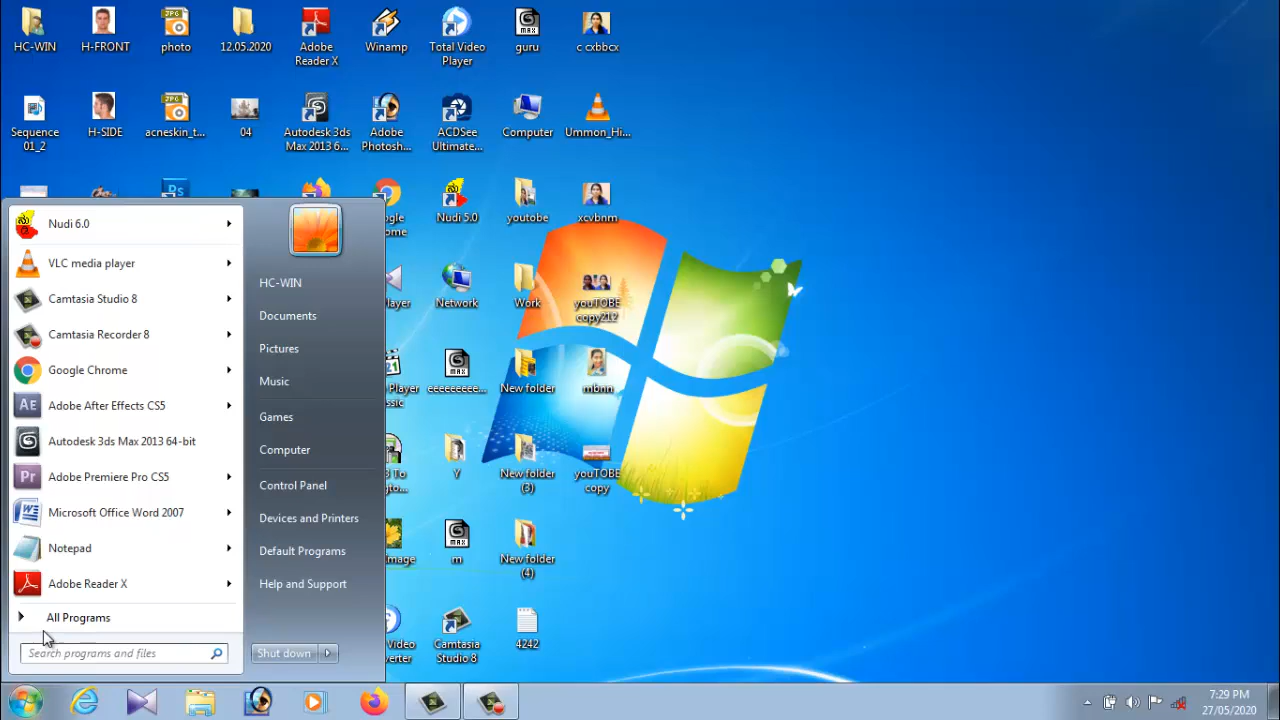 HC-WIN H-FRONT photo 12.05.2020 Adobe Reader X Winamp Total Video Player guru c cxbbcx
Sequence 01_2 H-SIDE acneskin_t... 04 Autodesk 3ds Max 2013 6... Adobe Photosh... ACDSee Ultimate... Computer Ummon_Hi...
Nudi 5.0 youtobe xcvbnm
Network Work youTOBE copy212
eeeeeeeee... New folder mbnn
Y New folder (3) youTOBE copy
m New folder (4)
Camtasia Studio 8 4242
Nudi 6.0
VLC media player
Camtasia Studio 8
Camtasia Recorder 8
Google Chrome
Adobe After Effects CS5
Autodesk 3ds Max 2013 64-bit
Adobe Premiere Pro CS5
Microsoft Office Word 2007
Notepad
Adobe Reader X
All Programs
Search programs and files
HC-WIN
Documents
Pictures
Music
Games
Computer
Control Panel
Devices and Printers
Default Programs
Help and Support
Shut down
7:29 PM
27/05/2020